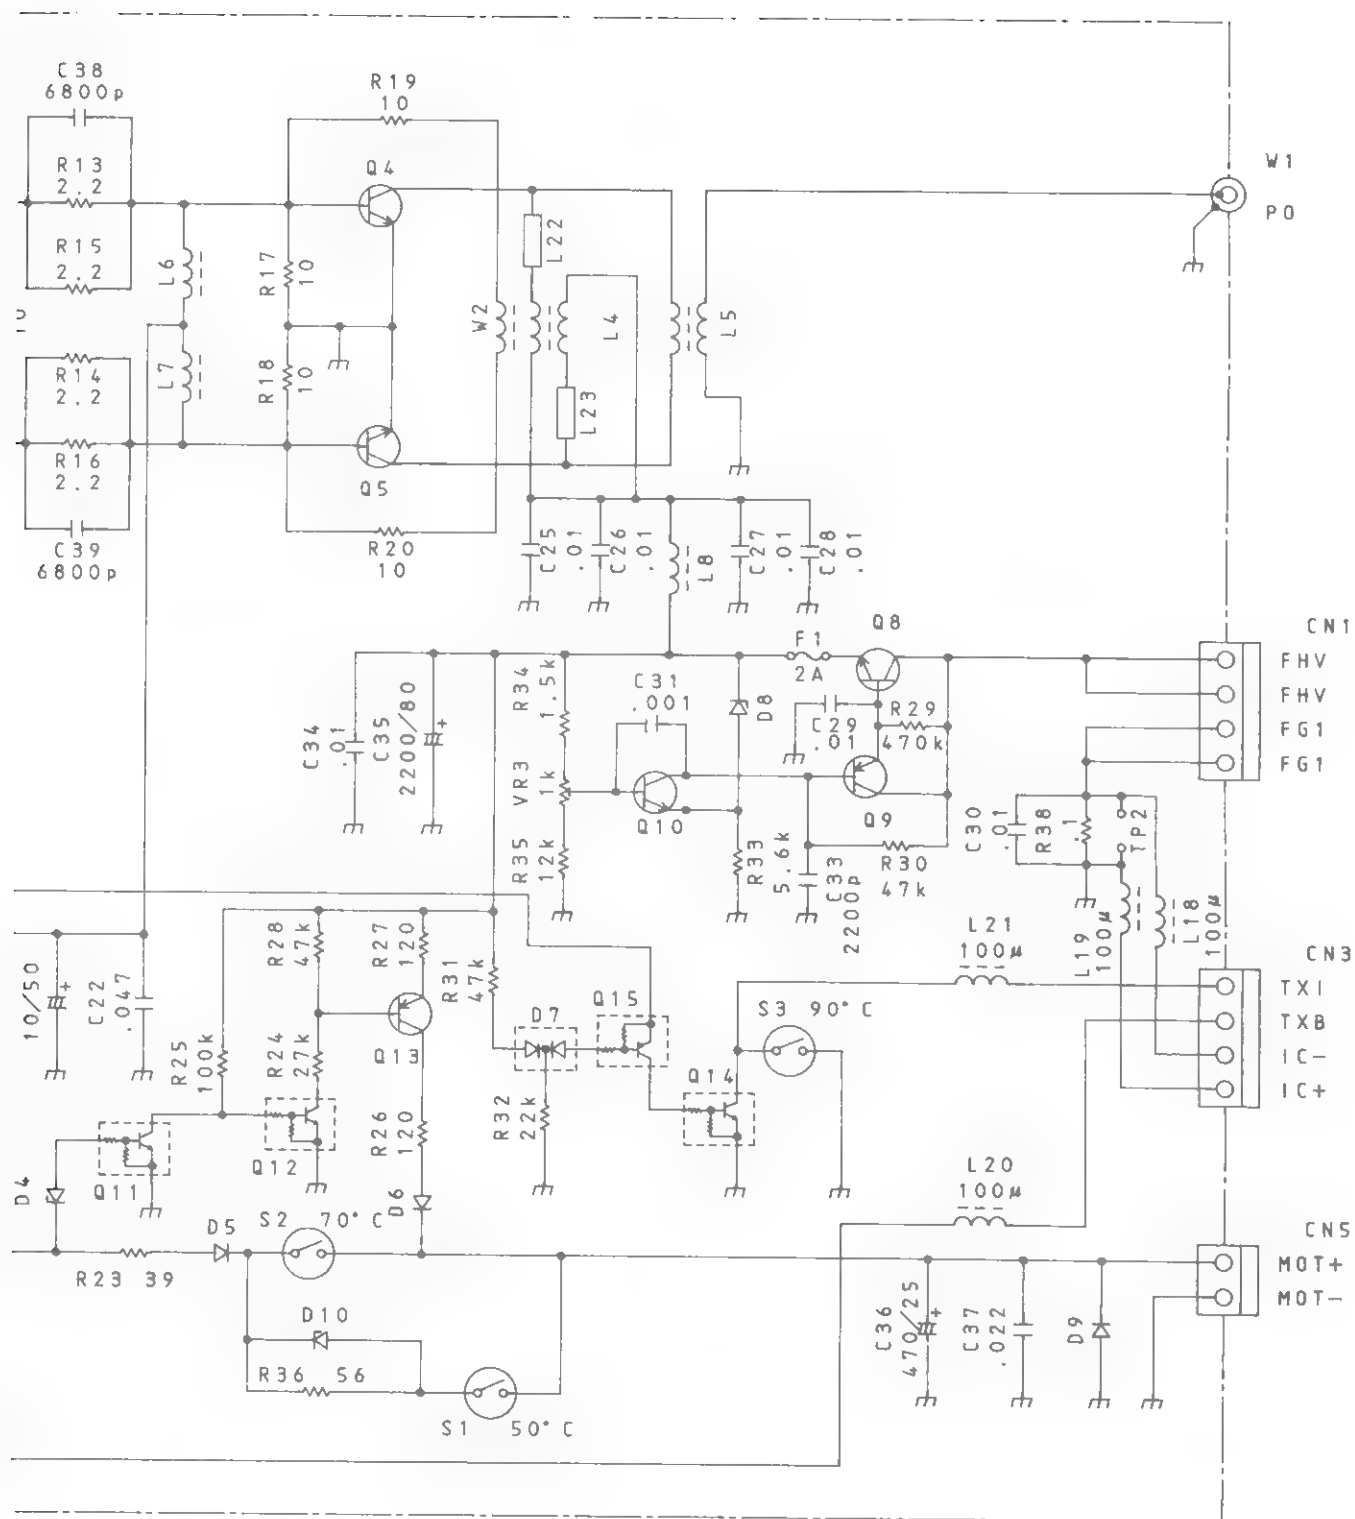 C38
6800p
R19
10
W1
PO
R13
2.2
Q4
R15
2.2
L6
R17
10
L22
W2
L4
L5
R14
2.2
L7
R18
10
L23
R16
2.2
Q5
C39
6800p
R20
10
C25
.01
C26
.01
L8
C27
.01
C28
.01
Q8
F1
2A
CN1
FHV
FHV
FG1
FG1
C34
.01
C35
2200/80
+
R34
1.5k
C31
.001
D8
C29
.01
R29
470k
VR3
1k
Q10
Q9
R35
12k
R33
5.6k
C33
2200p
R30
47k
C30
.01
R38
.1
TP2
L19
100μ
L18
100μ
L21
100μ
CN3
TXI
TXB
IC-
IC+
10/50
+
C22
.047
R28
47k
R27
120
R31
47k
Q15
S3 90°C
D7
R25
100k
R24
27k
Q13
Q14
R32
22k
R26
120
Q12
Q11
D4
D6
L20
100μ
S2 70°C
D5
CN5
MOT+
MOT-
R23 39
D10
R36 56
S1 50°C
C36
470/25
+
C37
.022
D9